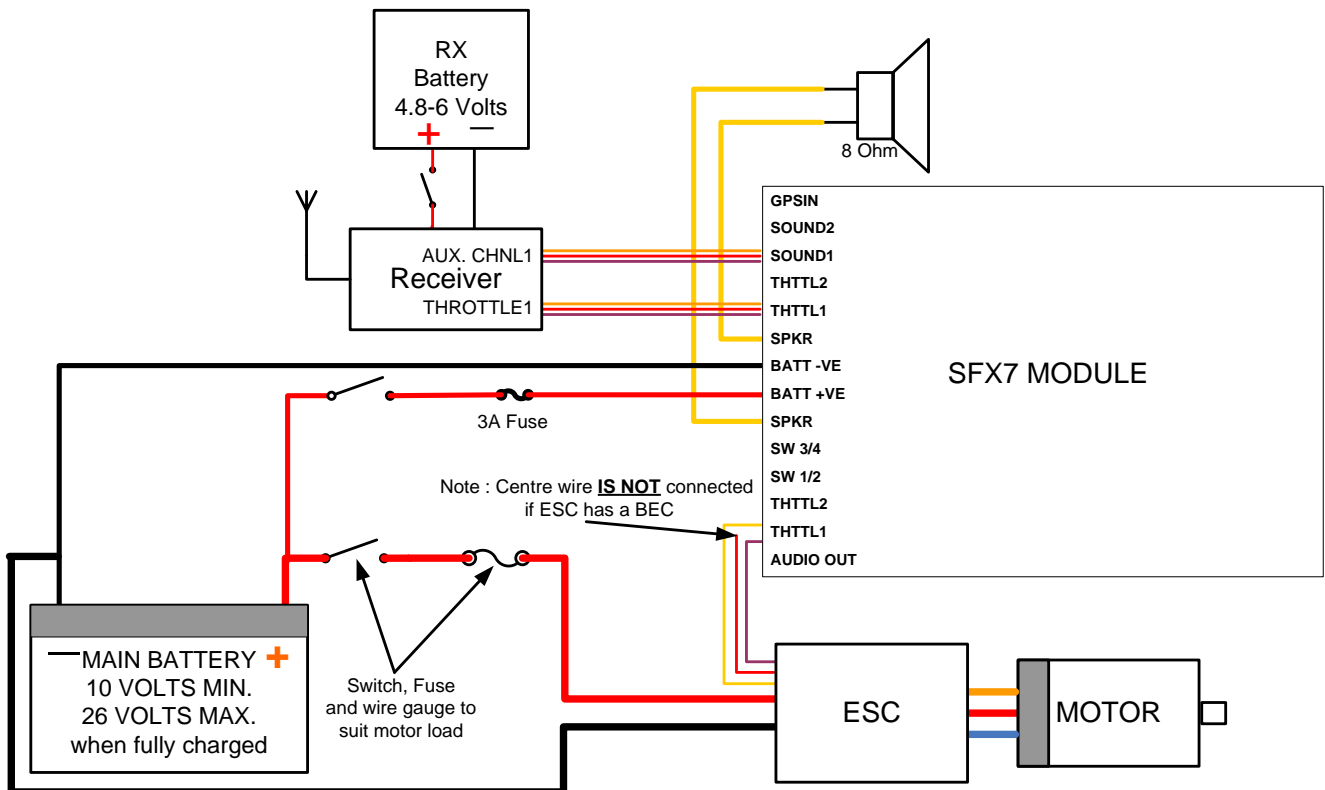 RX
Battery
4.8-6 Volts
+ —
8 Ohm
AUX. CHNL1
Receiver
THROTTLE1
GPSIN
SOUND2
SOUND1
THTTL2
THTTL1
SPKR
BATT -VE
BATT +VE
SPKR
SW 3/4
SW 1/2
THTTL2
THTTL1
AUDIO OUT
SFX7 MODULE
3A Fuse
Note : Centre wire IS NOT connected
if ESC has a BEC
— MAIN BATTERY +
10 VOLTS MIN.
26 VOLTS MAX.
when fully charged
Switch, Fuse
and wire gauge to
suit motor load
ESC
MOTOR